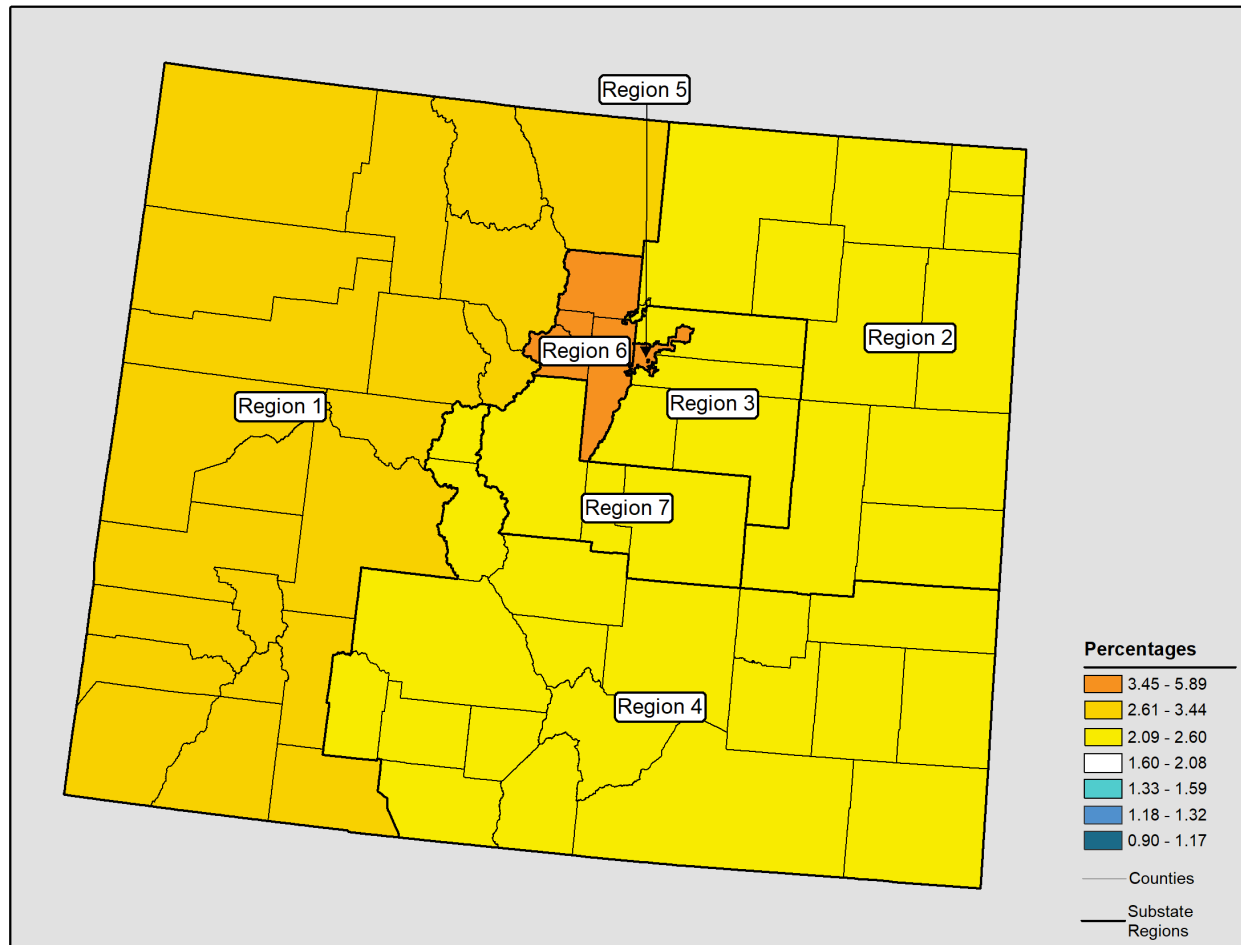 Region 5
Region 2
Region 6
Region 3
Region 1
Region 7
Region 4
Percentages
3.45 - 5.89
2.61 - 3.44
2.09 - 2.60
1.60 - 2.08
1.33 - 1.59
1.18 - 1.32
0.90 - 1.17
Counties
Substate
Regions